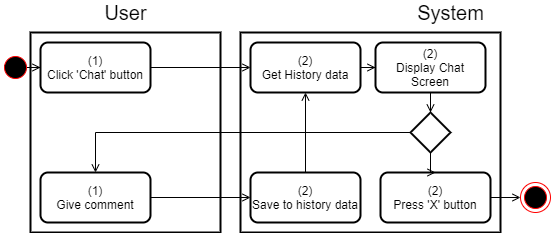 User
System
(1)
Click 'Chat' button
(2)
Get History data
(2)
Display Chat
Screen
(1)
Give comment
(2)
Save to history data
(2)
Press 'X' button